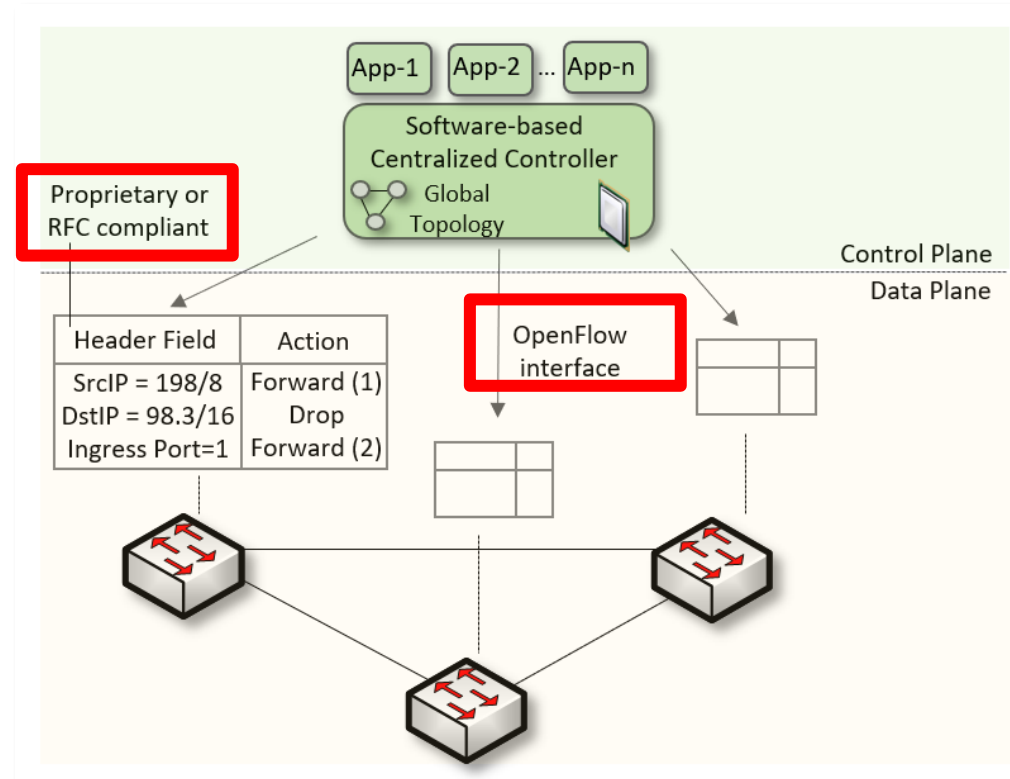 App-1
App-2
...
App-n
Software-based
Centralized Controller
Global
Topology
Proprietary or
RFC compliant
Control Plane
Data Plane
OpenFlow
interface
Header Field
Action
SrcIP = 198/8
Forward (1)
DstIP = 98.3/16
Drop
Ingress Port=1
Forward (2)